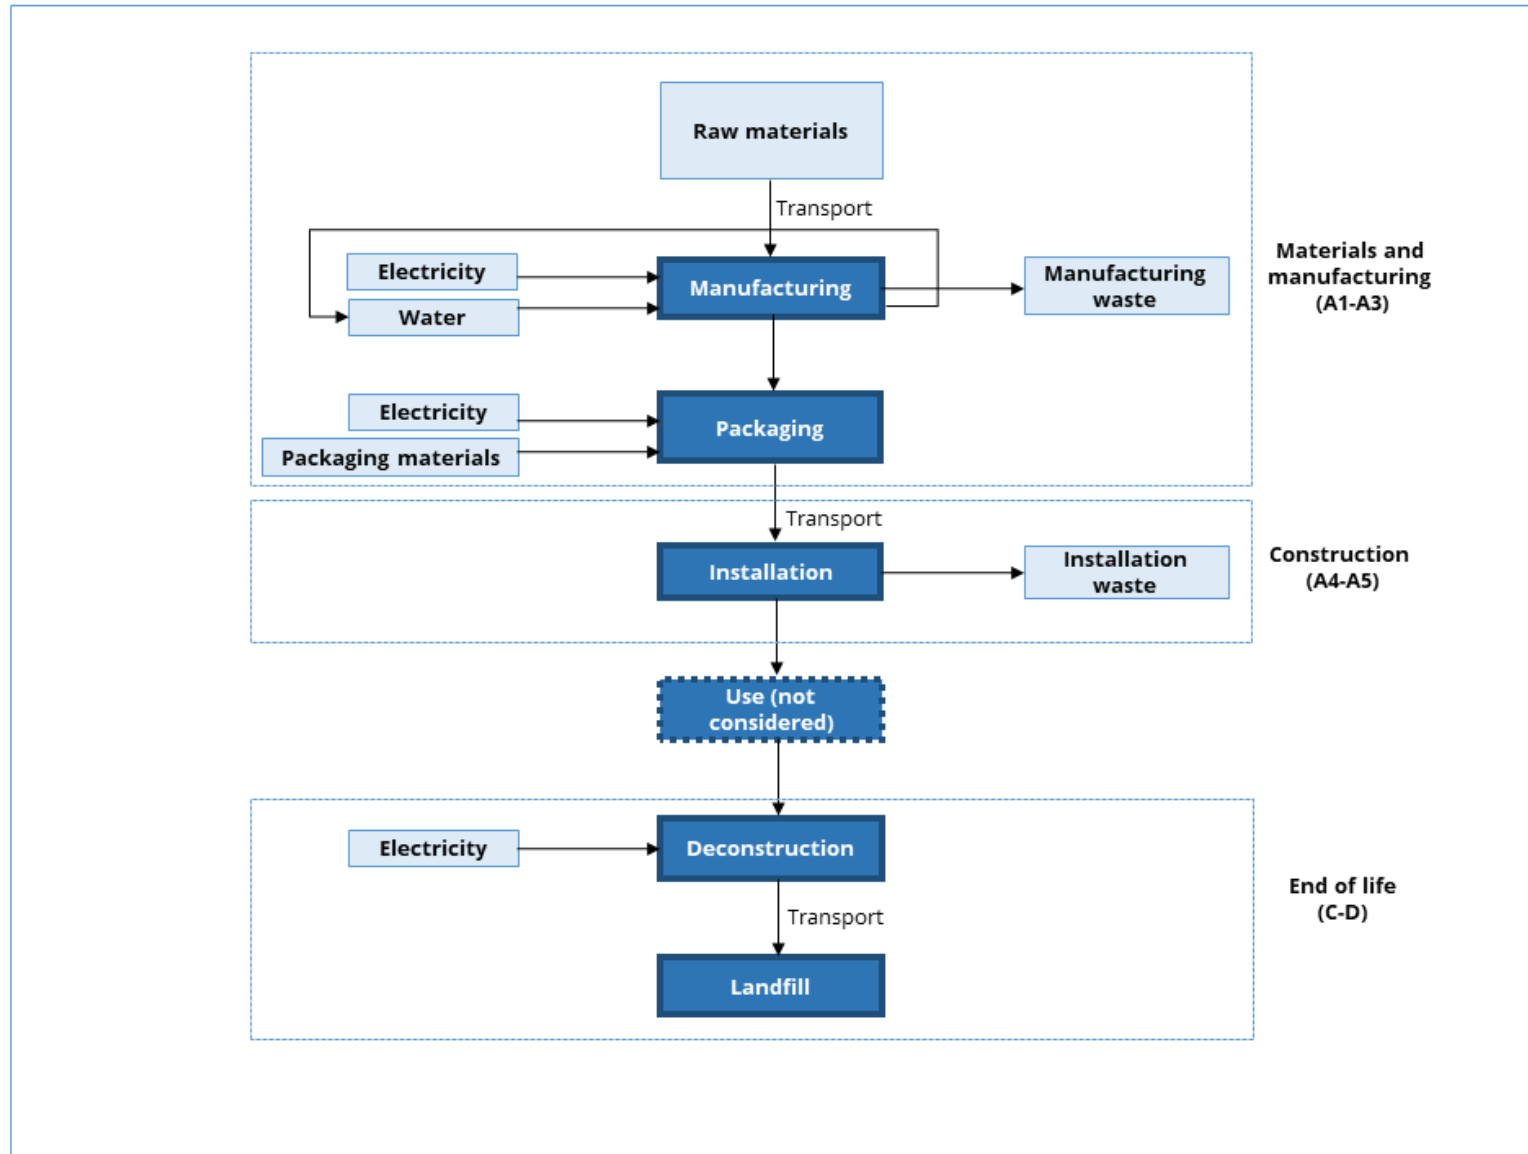 Raw materials
Transport
Electricity
Water
Manufacturing
Manufacturing
waste
Materials and
manufacturing
(A1-A3)
Electricity
Packaging materials
Packaging
Transport
Installation
Installation
waste
Construction
(A4-A5)
Use (not
considered)
Electricity
Deconstruction
Transport
Landfill
End of life
(C-D)